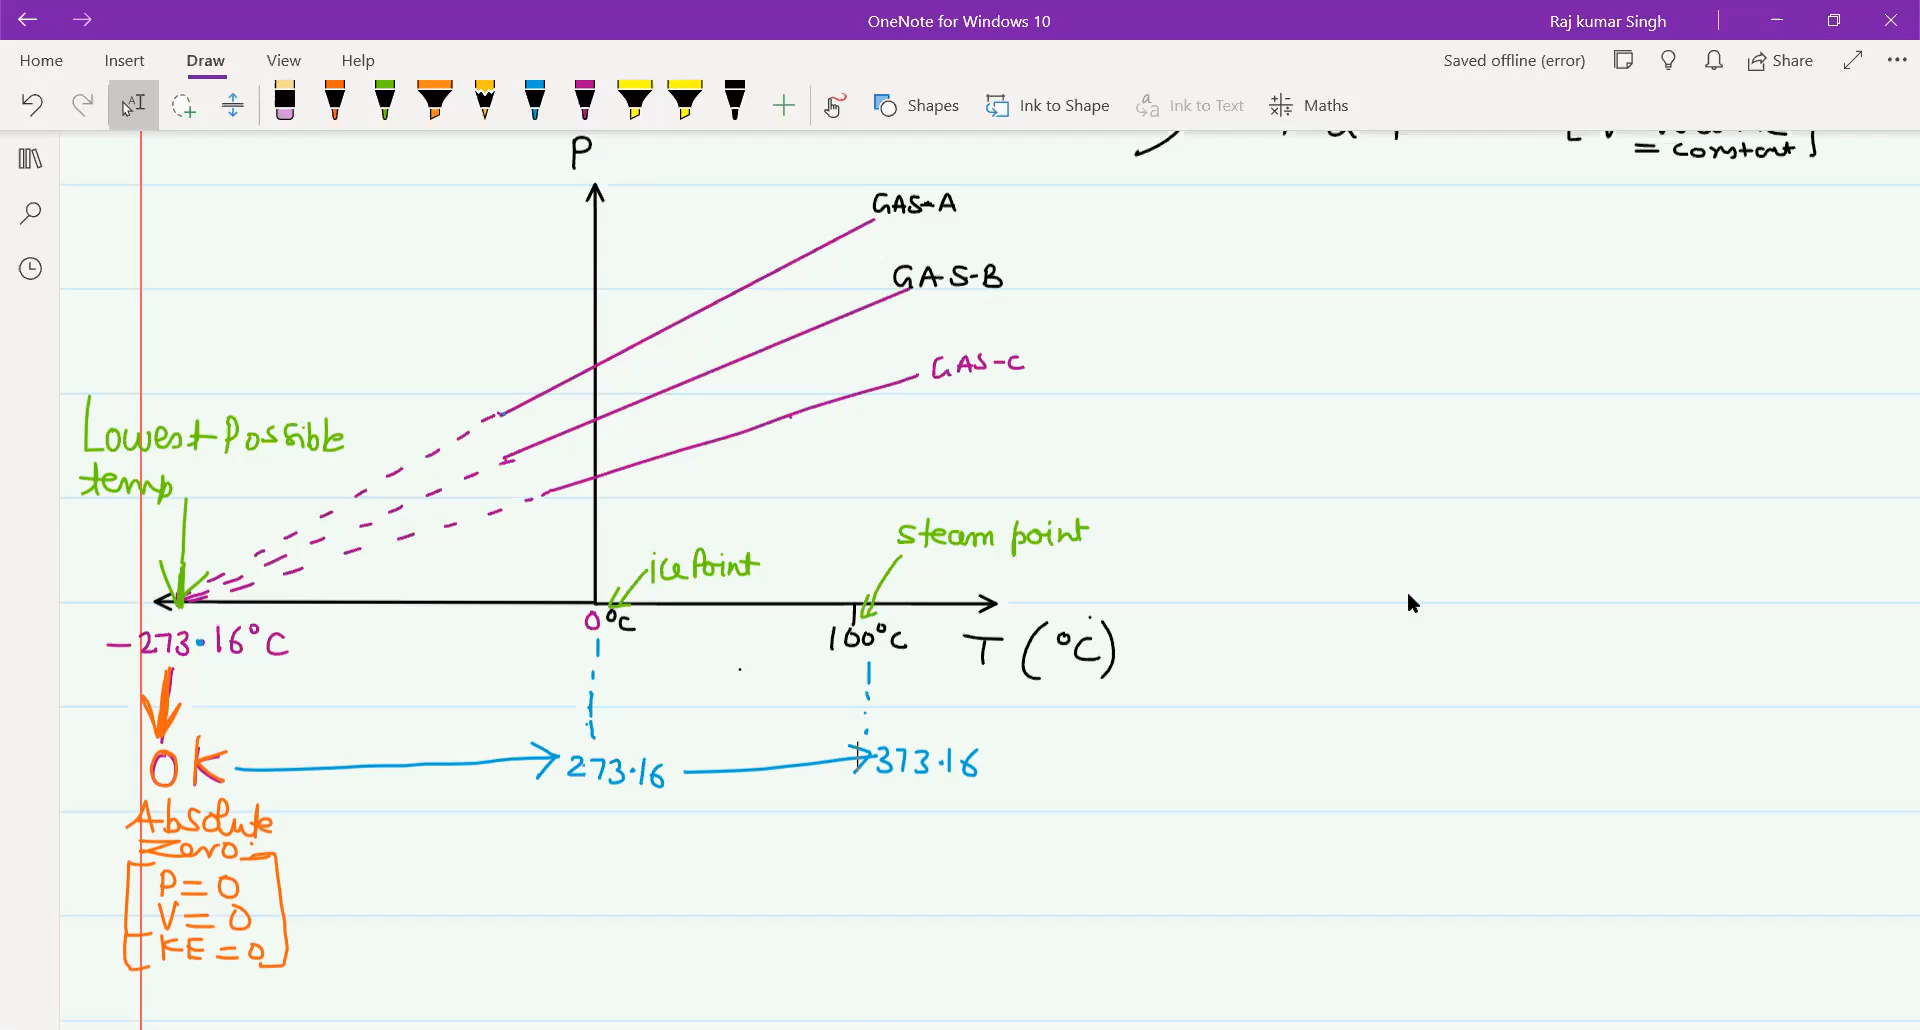 OneNote for Windows 10
Raj kumar Singh
Home Insert Draw View Help
Saved offline (error)
Share
Shapes
Ink to Shape
Ink to Text
Maths
P
= constant]
GAS-A
GAS-B
GAS-C
Lowest Possible
temp
steam point
ice Point
-273.16°C
0°C
100°C
T (°C)
0K
273.16
373.16
Absolute
Zero
P = 0
V = 0
KE = 0